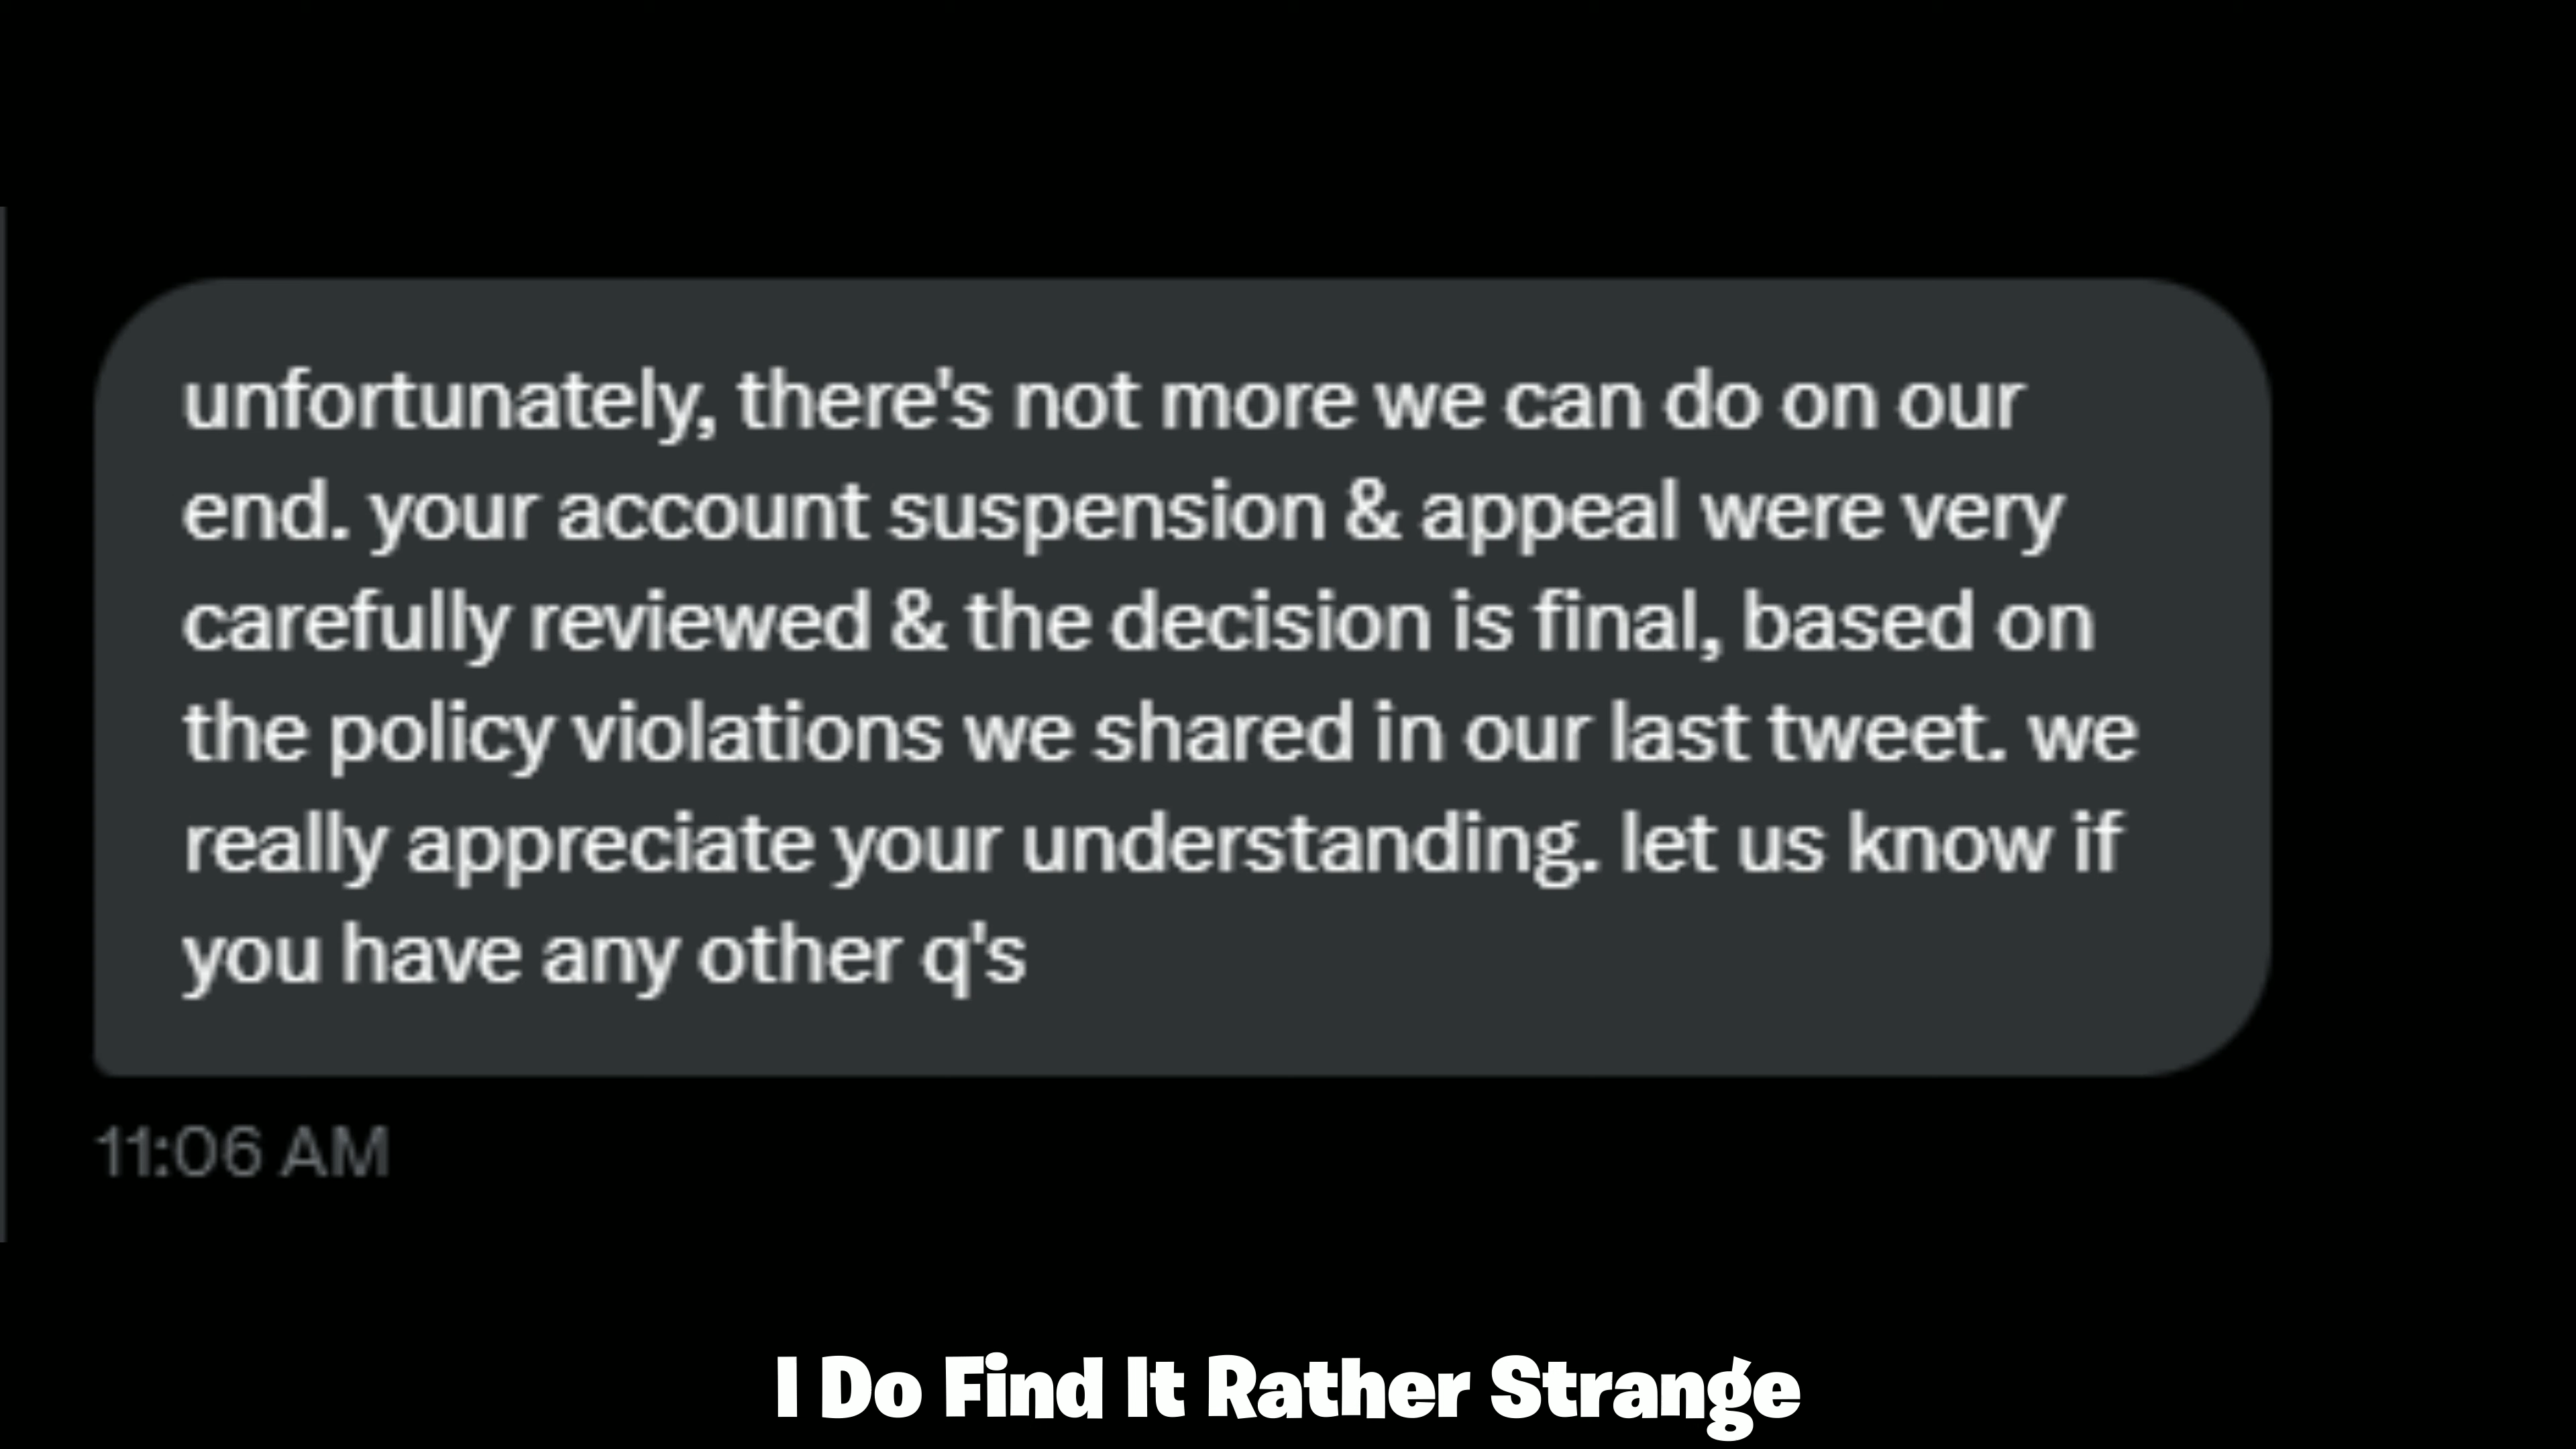 unfortunately, there's not more we can do on our
end. your account suspension & appeal were very
carefully reviewed & the decision is final, based on
the policy violations we shared in our last tweet. we
really appreciate your understanding. let us know if
you have any other q's
11:06 AM
I Do Find It Rather Strange